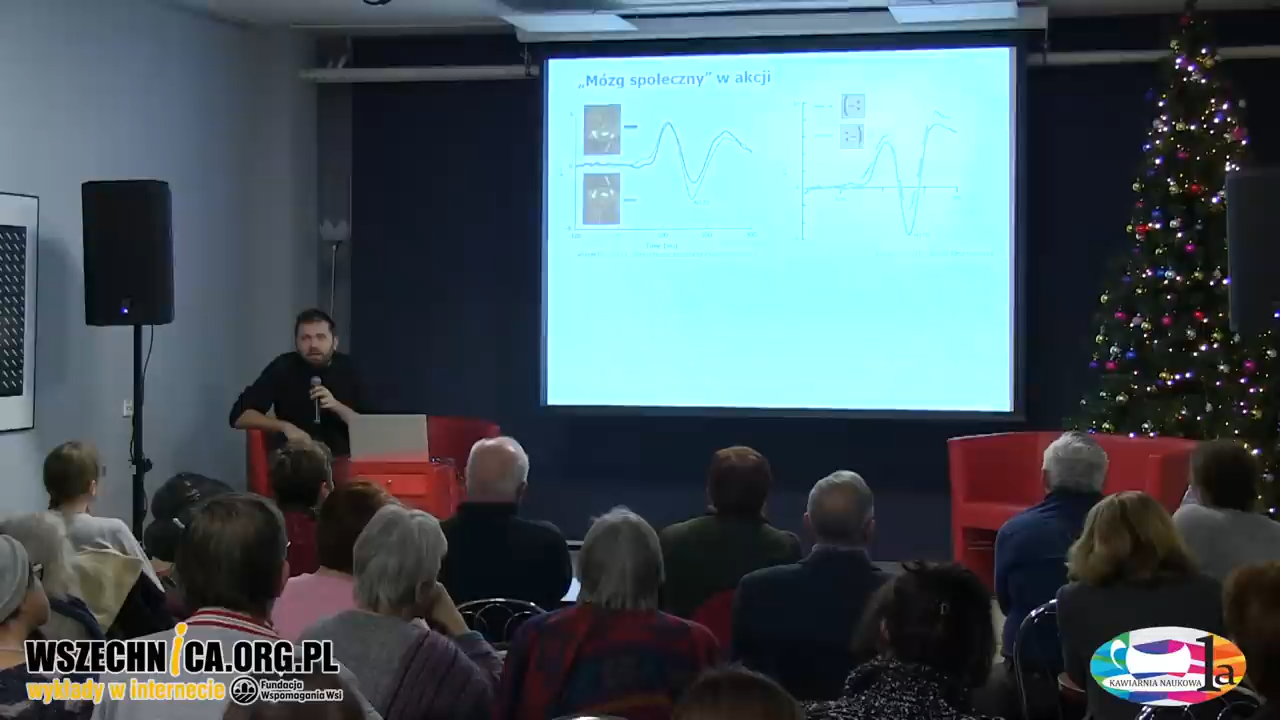 „Mózg społeczny” w akcji
(-:
:-)
WSZECHNiCA.ORG.PL
wykłady w internecie
Fundacja
Wspomagania Wsi
KAWIARNIA NAUKOWA
1a